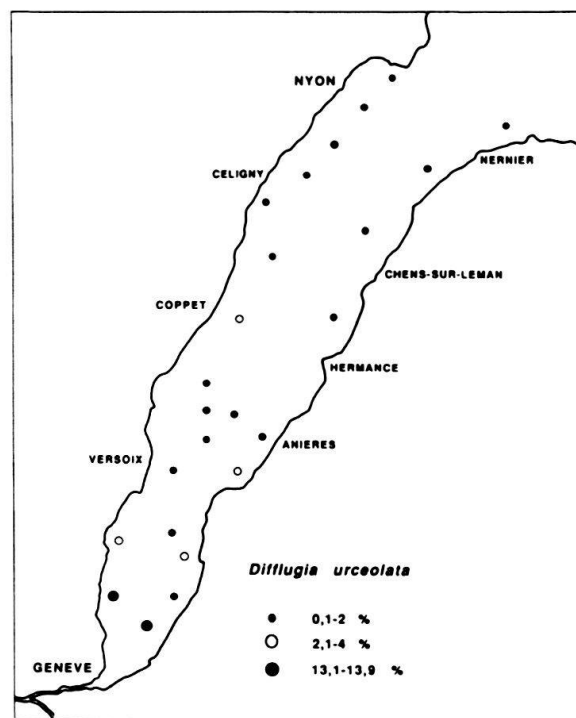 NYON
NERNIER
CELIGNY
CHENS-SUR-LEMAN
COPPET
HERMANCE
ANIERES
VERSOIX
Difflugia urceolata
0,1-2 %
2,1-4 %
GENEVE
13,1-13,9 %